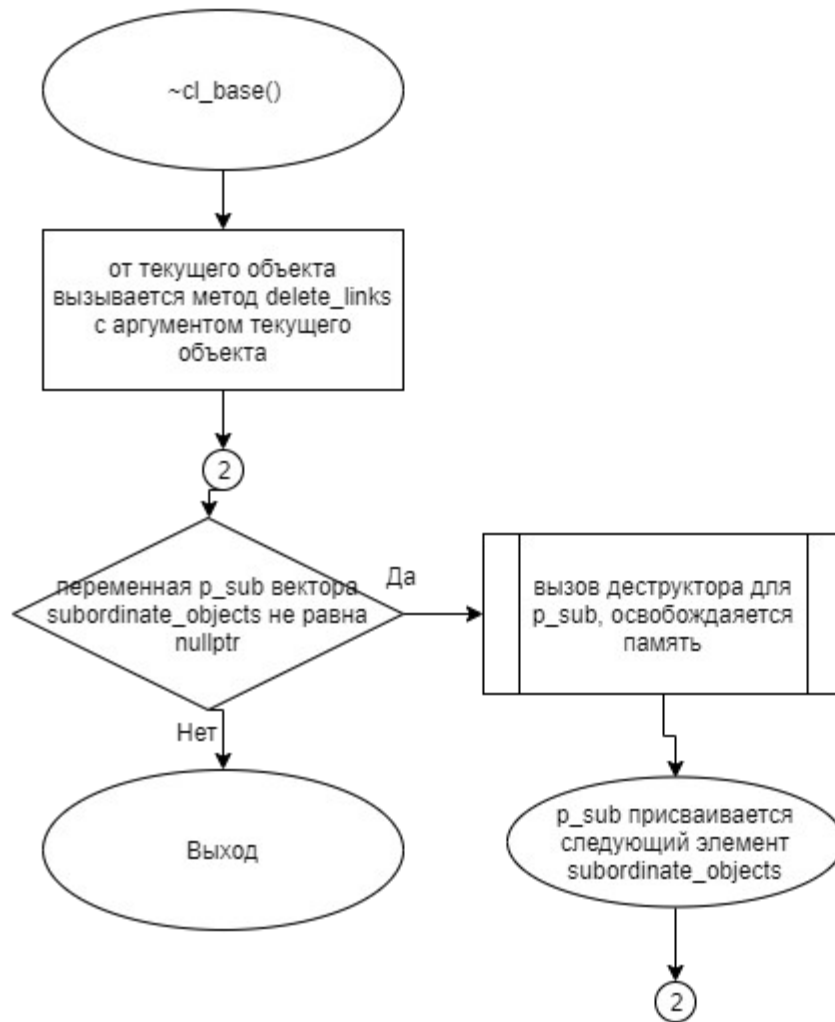 ~cl_base()
от текущего объекта
вызывается метод delete_links
с аргументом текущего
объекта
2
переменная p_sub вектора
subordinate_objects не равна
nullptr
Да
вызов деструктора для
p_sub, освобождаяется
память
Нет
Выход
p_sub присваивается
следующий элемент
subordinate_objects
2